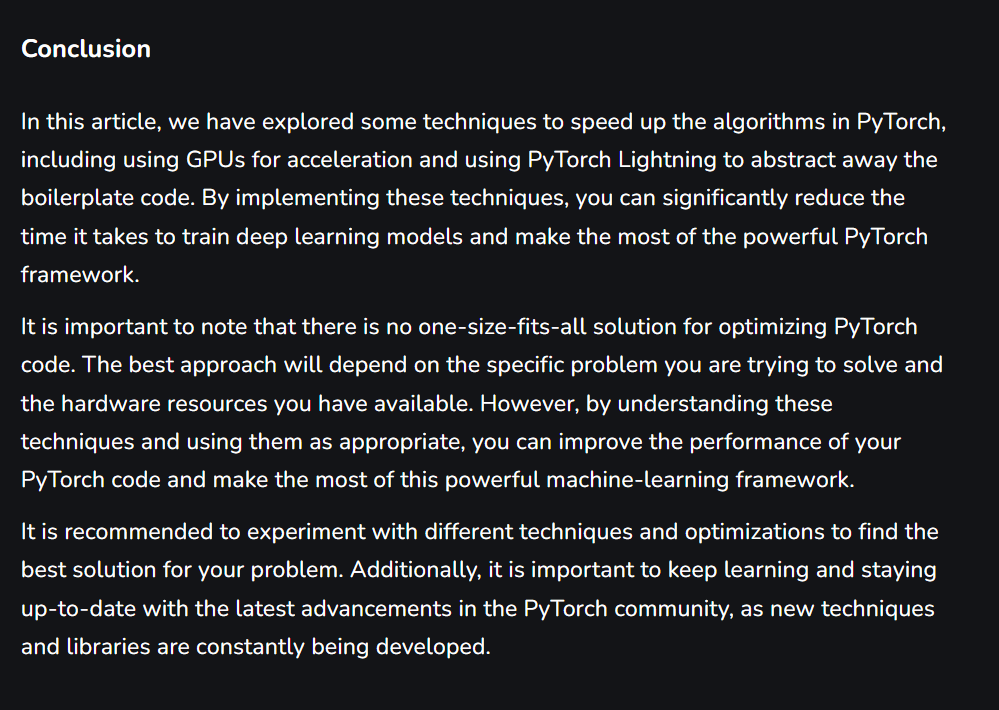 Conclusion
In this article, we have explored some techniques to speed up the algorithms in PyTorch,
including using GPUs for acceleration and using PyTorch Lightning to abstract away the
boilerplate code. By implementing these techniques, you can significantly reduce the
time it takes to train deep learning models and make the most of the powerful PyTorch
framework.
It is important to note that there is no one-size-fits-all solution for optimizing PyTorch
code. The best approach will depend on the specific problem you are trying to solve and
the hardware resources you have available. However, by understanding these
techniques and using them as appropriate, you can improve the performance of your
PyTorch code and make the most of this powerful machine-learning framework.
It is recommended to experiment with different techniques and optimizations to find the
best solution for your problem. Additionally, it is important to keep learning and staying
up-to-date with the latest advancements in the PyTorch community, as new techniques
and libraries are constantly being developed.